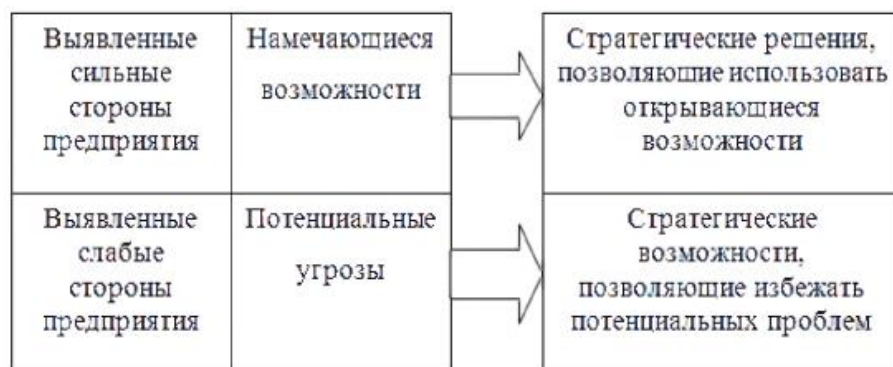 Выявленные
сильные
стороны
предприятия
Намечающиеся
возможности
Стратегические решения,
позволяющие использовать
открывающиеся
возможности
Выявленные
слабые
стороны
предприятия
Потенциальные
угрозы
Стратегические
возможности,
позволяющие избежать
потенциальных проблем